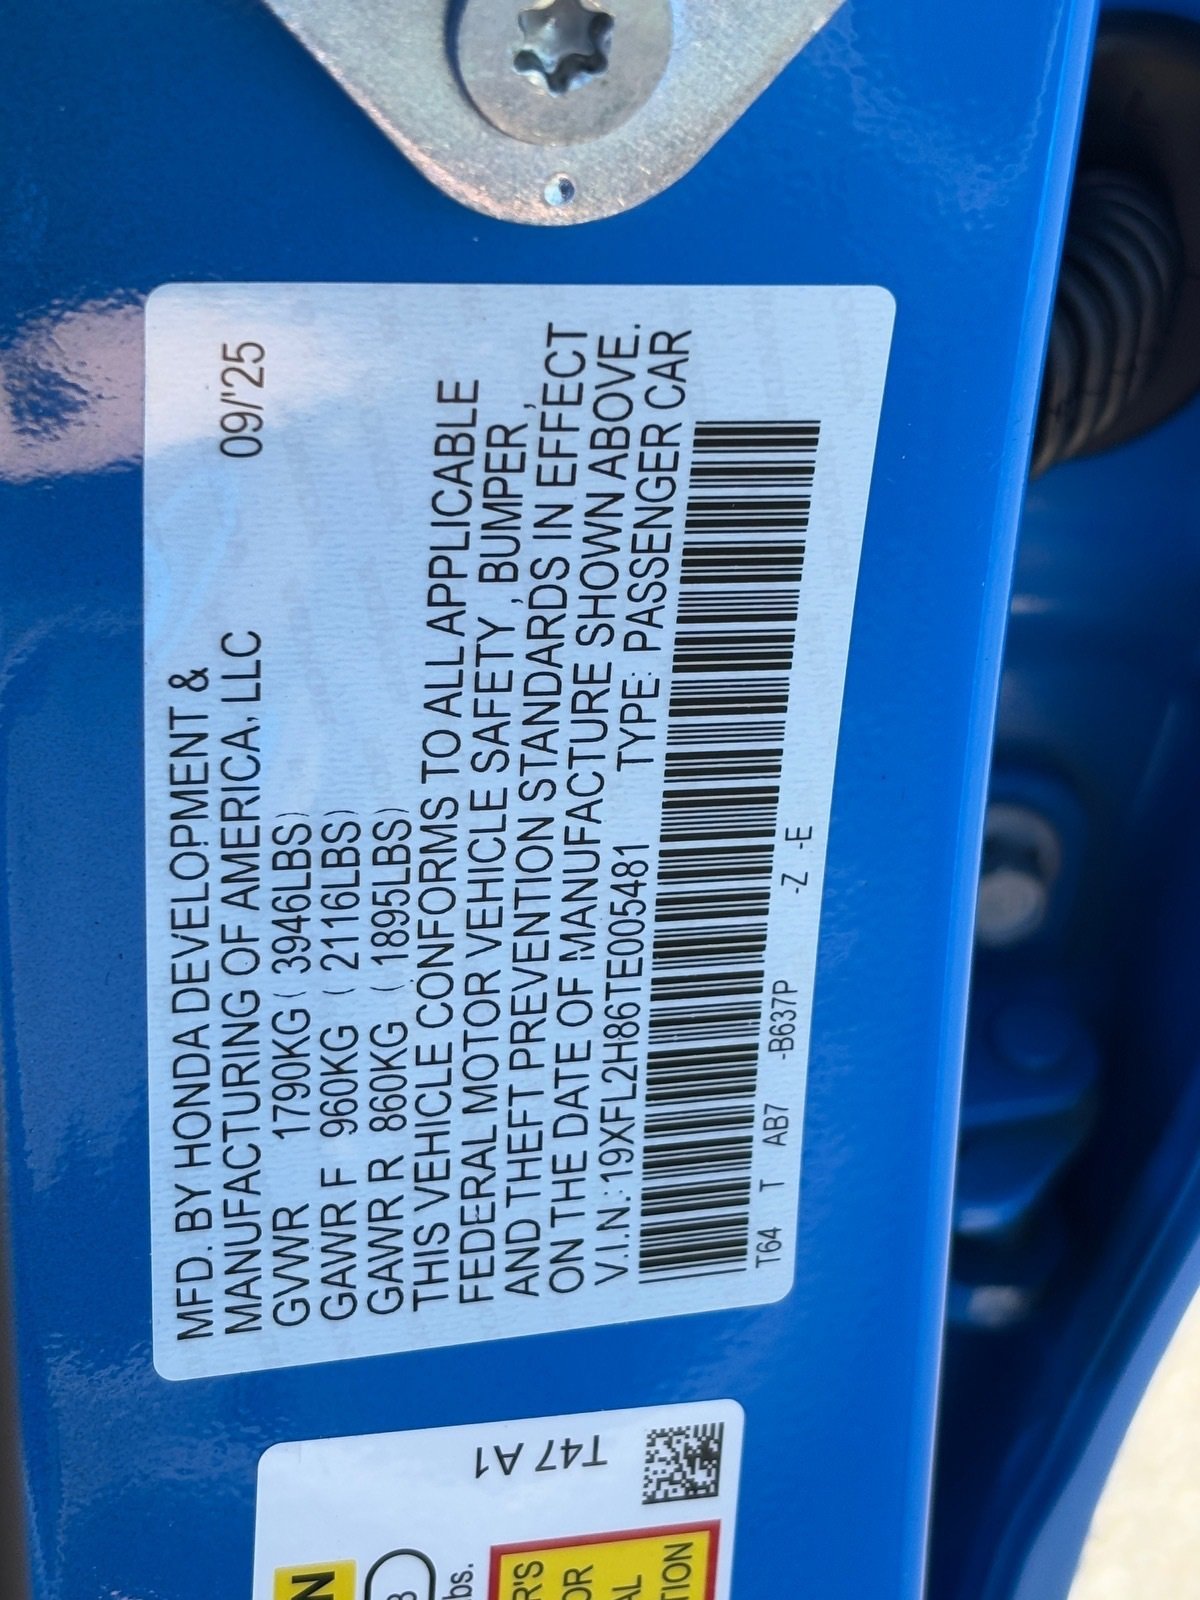 MFD. BY HONDA DEVELOPMENT &
MANUFACTURING OF AMERICA, LLC 09/'25
GVWR 1790KG ( 3946LBS)
GAWR F 960KG ( 2116LBS)
GAWR R 860KG ( 1895LBS)
THIS VEHICLE CONFORMS TO ALL APPLICABLE
FEDERAL MOTOR VEHICLE SAFETY , BUMPER,
AND THEFT PREVENTION STANDARDS IN EFFECT
ON THE DATE OF MANUFACTURE SHOWN ABOVE.
V.I.N.:19XFL2H86TE005481 TYPE: PASSENGER CAR
T64 T AB7 -B637P -Z -E
T47 A1